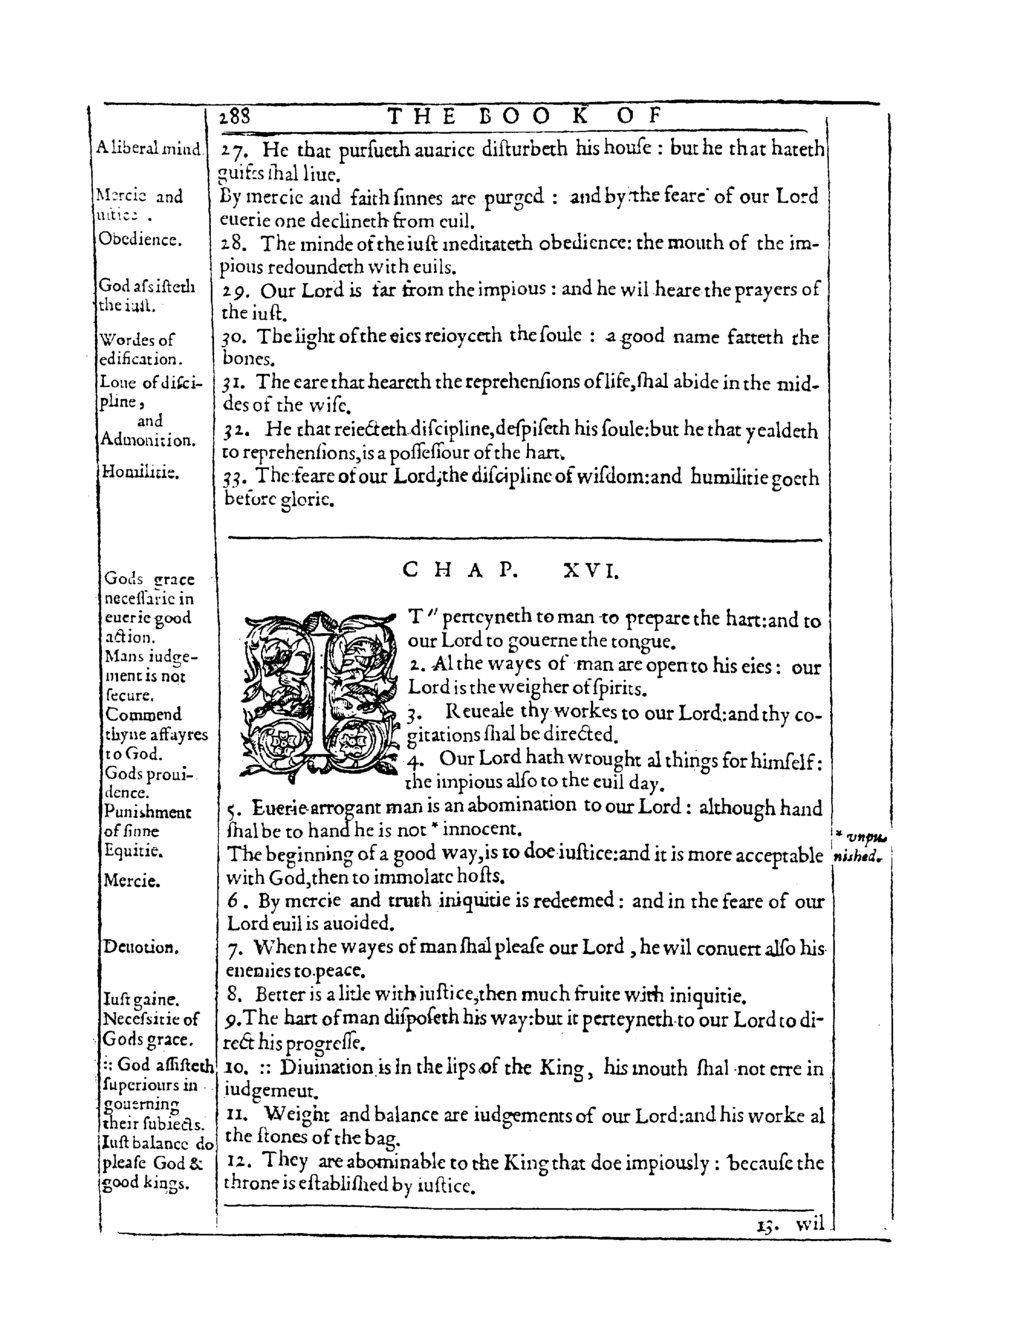 288 THE BOOK OF
A liberal mind
27. He that purſueth auarice diſturbeth his houſe : but he that hateth
guifts ſhal liue.
Mercie and
By mercie and faith ſinnes are purged : and by the feare of our Lord
euerie one declineth from euil.
Obedience.
28. The minde of the iuſt meditateth obedience: the mouth of the im-
pious redoundeth with euils.
God aſsiſteth
the iuſt.
29. Our Lord is far from the impious : and he wil heare the prayers of
the iuſt.
Wordes of
edification.
30. The light of the eies reioyceth the ſoule : a good name fatteth the
bones.
Loue of diſci-
pline,
and
31. The eare that heareth the reprehenſions of life, ſhal abide in the mid-
des of the wiſe.
Admonition.
32. He that reiecteth diſcipline, deſpiſeth his ſoule: but he that yealdeth
to reprehenſions, is a poſſeſſour of the hart.
Homilitie.
33. The feare of our Lord, the diſcipline of wiſdom: and humilitie goeth
before glorie.
CHAP. XVI.
Gods grace
neceſſarie in
euerie good
action.
Mans iudge-
ment is not
ſecure.
Commend
thyne affayres
to God.
Gods proui-
dence.
Puniſhment
of ſinne
Equitie.
Mercie.
IT " perteyneth to man to prepare the hart: and to
our Lord to gouerne the tongue.
2. Al the wayes of man are open to his eies : our
Lord is the weigher of ſpirits.
3. Reueale thy workes to our Lord: and thy co-
gitations ſhal be directed.
4. Our Lord hath wrought al things for himſelf:
the impious alſo to the euil day.
5. Euerie arrogant man is an abomination to our Lord : although hand
ſhal be to hand he is not * innocent.
* vnpu-
nished.
The beginning of a good way, is to doe iuſtice: and it is more acceptable
with God, then to immolate hoſts.
6. By mercie and truth iniquitie is redeemed : and in the feare of our
Lord euil is auoided.
Deuotion.
7. When the wayes of man ſhal pleaſe our Lord, he wil conuert alſo his
enemies to peace.
Iuſt gaine.
8. Better is a litle with iuſtice, then much fruite with iniquitie.
Neceſsitie of
Gods grace.
9. The hart of man diſpoſeth his way: but it perteyneth to our Lord to di-
rect his progreſſe.
:: God aſſiſteth
ſuperiours in
gouerning
their ſubiects.
10. :: Diuination is in the lips of the King, his mouth ſhal not erre in
iudgemeut.
Iuſt balance do
pleaſe God &
good kings.
11. Weight and balance are iudgements of our Lord: and his worke al
the ſtones of the bag.
12. They are abominable to the King that doe impiously : becauſe the
throne is eſtabliſhed by iuſtice.
13. wil